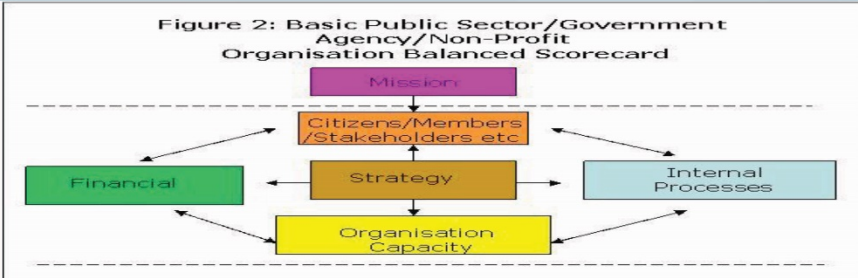 Figure 2: Basic Public Sector/Government
Agency/Non-Profit
Organisation Balanced Scorecard
Mission
Citizens/Members
/Stakeholders etc
Financial
Strategy
Internal
Processes
Organisation
Capacity